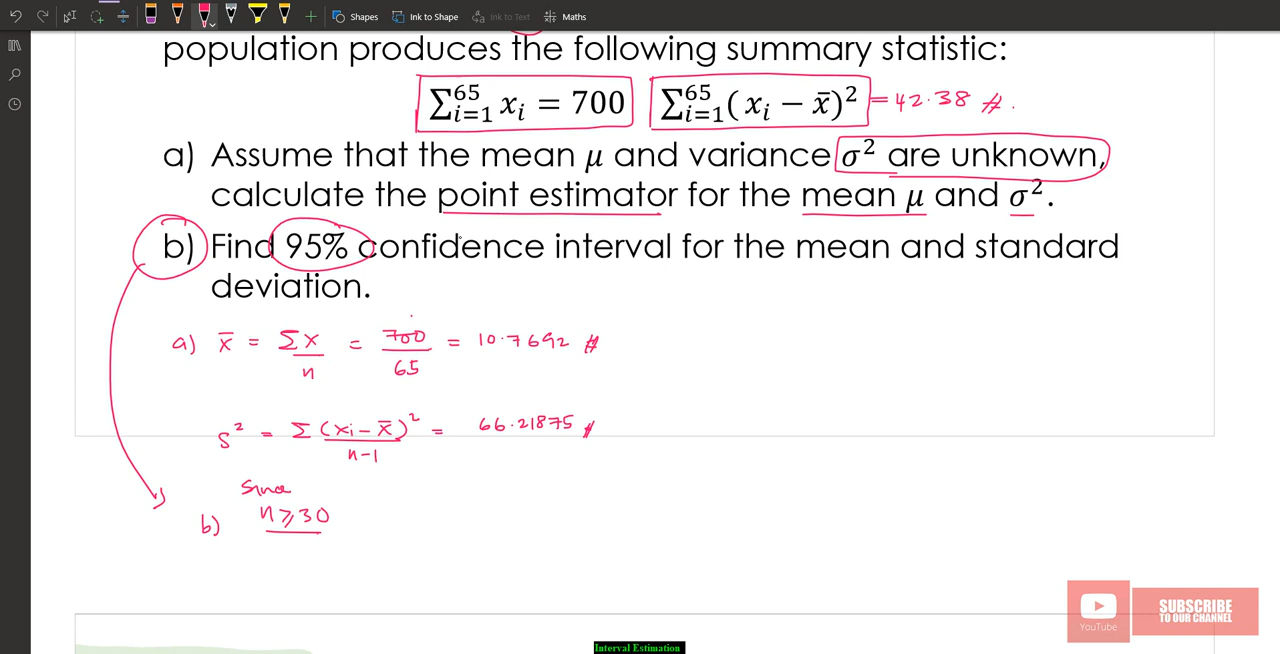 Shapes Ink to Shape Ink to Text Maths
population produces the following summary statistic:
∑⁶⁵ᵢ₌₁ xᵢ = 700 ∑⁶⁵ᵢ₌₁(xᵢ − x̄)² = 42.38 #.
a) Assume that the mean μ and variance σ² are unknown,
calculate the point estimator for the mean μ and σ².
b) Find 95% confidence interval for the mean and standard
deviation.
a) x̄ = Σx/n = 700/65 = 10.7692 #
s² = Σ(xi − x̄)²/n−1 = 66.21875 #
Since
b) n ⩾ 30
YouTube
SUBSCRIBE
TO OUR CHANNEL
Interval Estimation